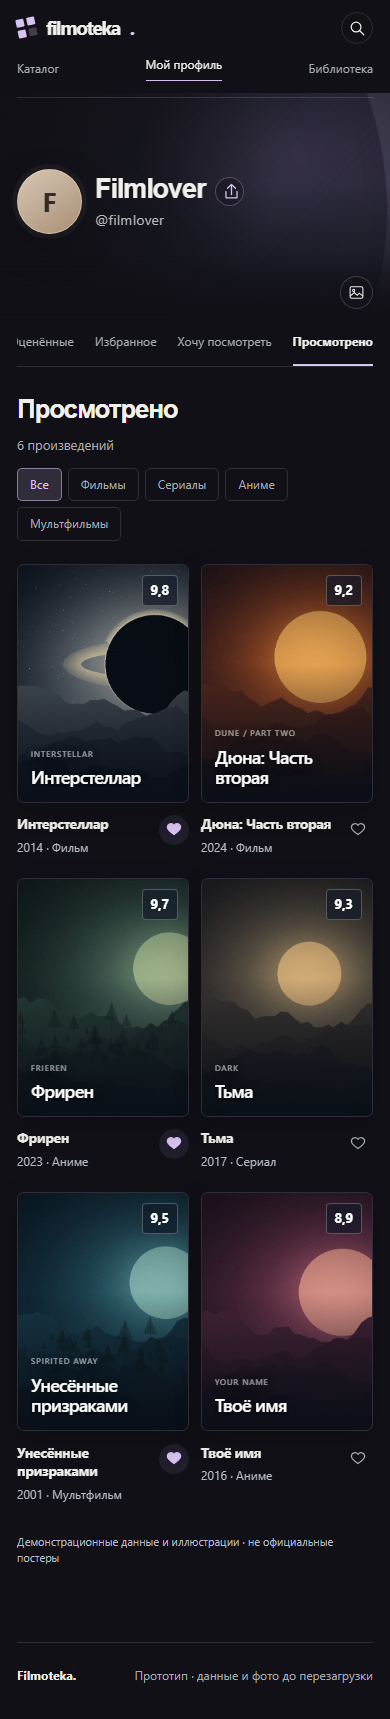 filmoteka .
Каталог
Мой профиль
Библиотека
F
Filmlover
@filmlover
Оценённые
Избранное
Хочу посмотреть
Просмотрено
Просмотрено
6 произведений
Все
Фильмы
Сериалы
Аниме
Мультфильмы
9,8
INTERSTELLAR
Интерстеллар
9,2
DUNE / PART TWO
Дюна: Часть
вторая
Интерстеллар
2014 · Фильм
Дюна: Часть вторая
2024 · Фильм
9,7
FRIEREN
Фрирен
9,3
DARK
Тьма
Фрирен
2023 · Аниме
Тьма
2017 · Сериал
9,5
SPIRITED AWAY
Унесённые
призраками
8,9
YOUR NAME
Твоё имя
Унесённые
призраками
2001 · Мультфильм
Твоё имя
2016 · Аниме
Демонстрационные данные и иллюстрации · не официальные
постеры
Filmoteka.
Прототип · данные и фото до перезагрузки